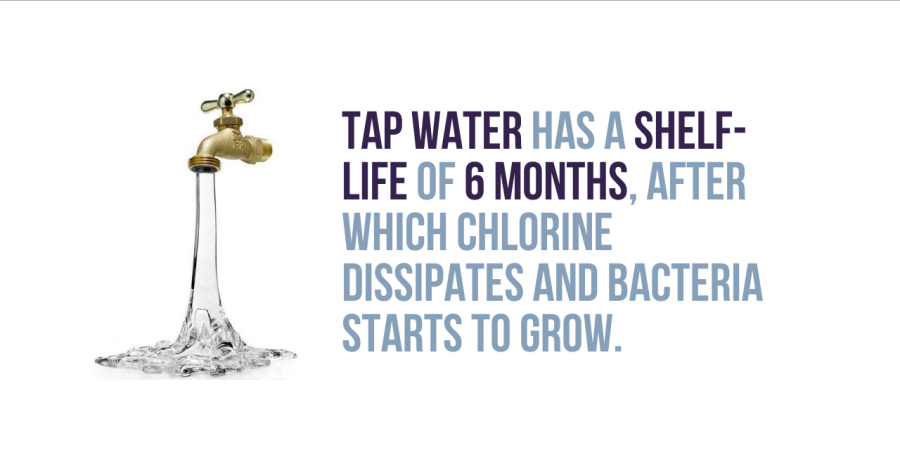 TAP WATER HAS A SHELF-
LIFE OF 6 MONTHS, AFTER
WHICH CHLORINE
DISSIPATES AND BACTERIA
STARTS TO GROW.